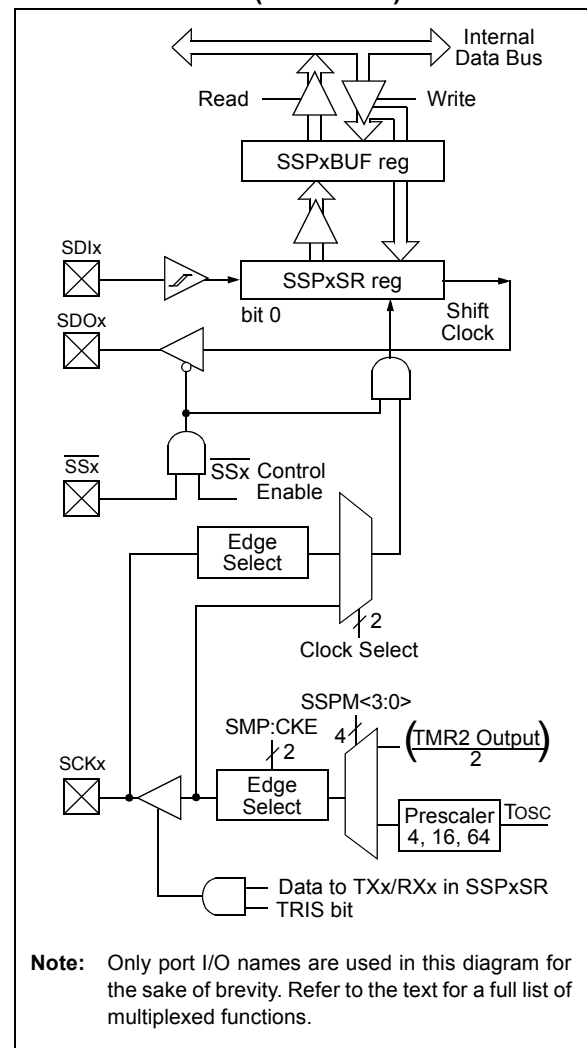 Internal
Data Bus
Read
Write
SSPxBUF reg
SDIx
SSPxSR reg
bit 0
Shift
Clock
SDOx
SSx
SSx Control
Enable
Edge
Select
2
Clock Select
SSPM<3:0>
SMP:CKE
4
2
(TMR2 Output)
2
SCKx
Edge
Select
Prescaler
4, 16, 64
TOSC
Data to TXx/RXx in SSPxSR
TRIS bit
Note: Only port I/O names are used in this diagram for
the sake of brevity. Refer to the text for a full list of
multiplexed functions.